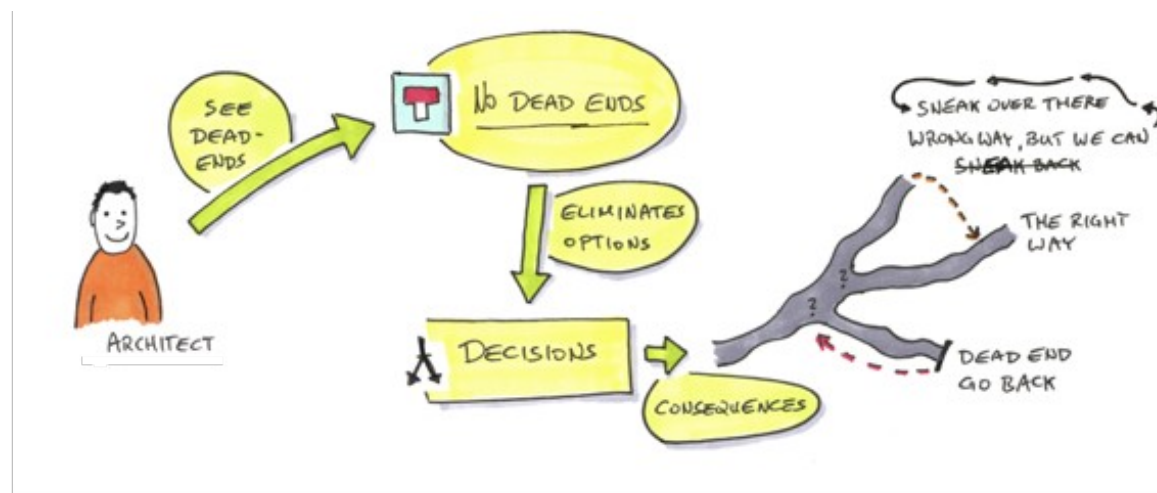 SEE
DEAD-
ENDS
NO DEAD ENDS
ELIMINATES
OPTIONS
ARCHITECT
DECISIONS
CONSEQUENCES
SNEAK OVER THERE
WRONG WAY, BUT WE CAN
SNEAK BACK
THE RIGHT
WAY
?
?
DEAD END
GO BACK